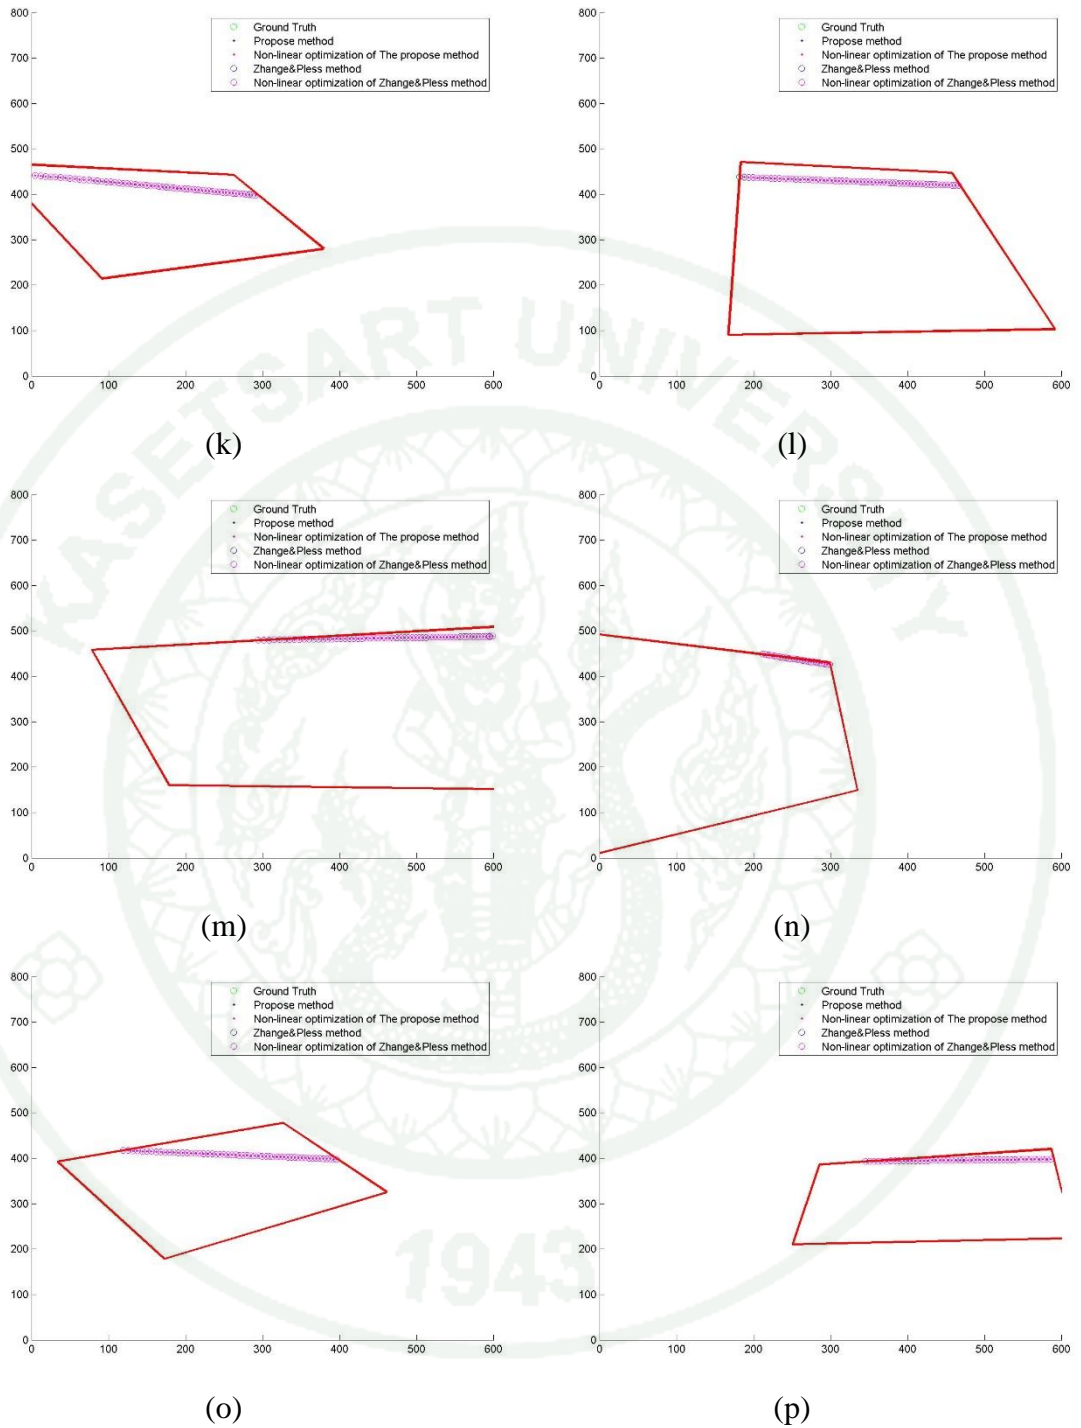 800
700
600
500
400
300
200
100
0
0 100 200 300 400 500 600
Ground Truth
Propose method
Non-linear optimization of The propose method
Zhange&Pless method
Non-linear optimization of Zhange&Pless method
(k)
800
700
600
500
400
300
200
100
0
0 100 200 300 400 500 600
Ground Truth
Propose method
Non-linear optimization of The propose method
Zhange&Pless method
Non-linear optimization of Zhange&Pless method
(l)
KASETSART UNIVERSITY
800
700
600
500
400
300
200
100
0
0 100 200 300 400 500 600
Ground Truth
Propose method
Non-linear optimization of The propose method
Zhange&Pless method
Non-linear optimization of Zhange&Pless method
(m)
800
700
600
500
400
300
200
100
0
0 100 200 300 400 500 600
Ground Truth
Propose method
Non-linear optimization of The propose method
Zhange&Pless method
Non-linear optimization of Zhange&Pless method
(n)
800
700
600
500
400
300
200
100
0
0 100 200 300 400 500 600
Ground Truth
Propose method
Non-linear optimization of The propose method
Zhange&Pless method
Non-linear optimization of Zhange&Pless method
(o)
800
700
600
500
400
300
200
100
0
0 100 200 300 400 500 600
Ground Truth
Propose method
Non-linear optimization of The propose method
Zhange&Pless method
Non-linear optimization of Zhange&Pless method
(p)
1943